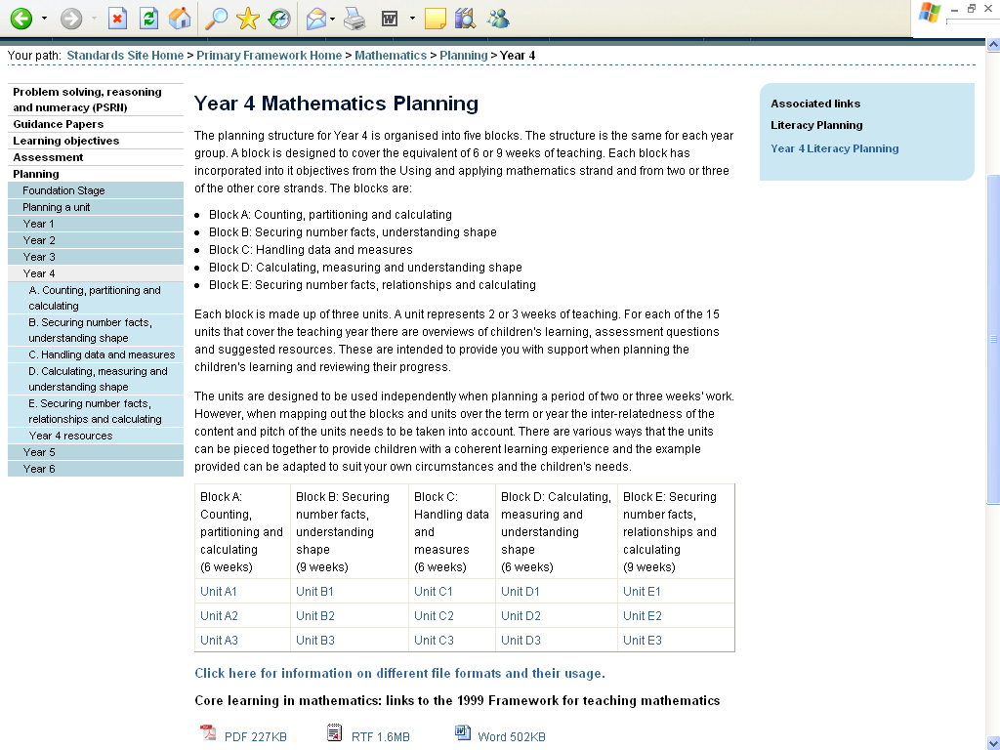 Your path: Standards Site Home > Primary Framework Home > Mathematics > Planning > Year 4
Problem solving, reasoning
and numeracy (PSRN)
Guidance Papers
Learning objectives
Assessment
Planning
Foundation Stage
Planning a unit
Year 1
Year 2
Year 3
Year 4
A. Counting, partitioning and
calculating
B. Securing number facts,
understanding shape
C. Handling data and measures
D. Calculating, measuring and
understanding shape
E. Securing number facts,
relationships and calculating
Year 4 resources
Year 5
Year 6
Year 4 Mathematics Planning
The planning structure for Year 4 is organised into five blocks. The structure is the same for each year
group. A block is designed to cover the equivalent of 6 or 9 weeks of teaching. Each block has
incorporated into it objectives from the Using and applying mathematics strand and from two or three
of the other core strands. The blocks are:
• Block A: Counting, partitioning and calculating
• Block B: Securing number facts, understanding shape
• Block C: Handling data and measures
• Block D: Calculating, measuring and understanding shape
• Block E: Securing number facts, relationships and calculating
Each block is made up of three units. A unit represents 2 or 3 weeks of teaching. For each of the 15
units that cover the teaching year there are overviews of children's learning, assessment questions
and suggested resources. These are intended to provide you with support when planning the
children's learning and reviewing their progress.
The units are designed to be used independently when planning a period of two or three weeks' work.
However, when mapping out the blocks and units over the term or year the inter-relatedness of the
content and pitch of the units needs to be taken into account. There are various ways that the units
can be pieced together to provide children with a coherent learning experience and the example
provided can be adapted to suit your own circumstances and the children's needs.
Block A:
Counting,
partitioning and
calculating
(6 weeks)
Block B: Securing
number facts,
understanding
shape
(9 weeks)
Block C:
Handling data
and
measures
(6 weeks)
Block D: Calculating,
measuring and
understanding
shape
(6 weeks)
Block E: Securing
number facts,
relationships and
calculating
(9 weeks)
Unit A1 Unit B1 Unit C1 Unit D1 Unit E1
Unit A2 Unit B2 Unit C2 Unit D2 Unit E2
Unit A3 Unit B3 Unit C3 Unit D3 Unit E3
Click here for information on different file formats and their usage.
Core learning in mathematics: links to the 1999 Framework for teaching mathematics
PDF 227KB RTF 1.6MB Word 502KB
Associated links
Literacy Planning
Year 4 Literacy Planning